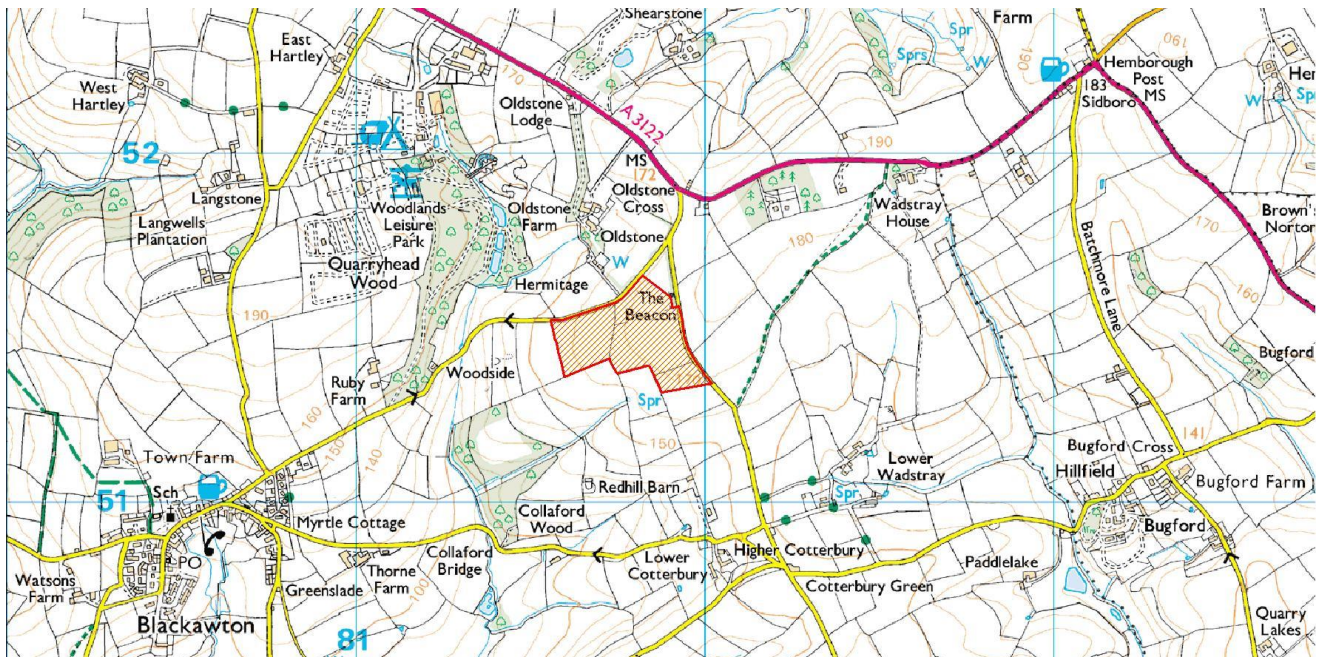 East
Hartley
West
Hartley
52
Langstone
Langwells
Plantation
Woodlands
Leisure
Park
Quarryhead
Wood
190
170
Shearstone
Oldstone
Lodge
A3122
MS
172
Oldstone
Cross
Oldstone
Farm
Oldstone
W
Hermitage
The
Beacon
Farm
Spr
Sprs
W
190
190
Hemborough
Post
MS
183
Sidboro
190
Her
Spr
W
Wadstray
House
180
Batchmore Lane
Brown's
Norton
170
160
Bugford
Ruby
Farm
Woodside
160
150
140
Spr
150
Town Farm
Sch
51
PO
Myrtle Cottage
Watsons
Farm
Blackawton
Greenslade
Thorne
Farm
100
81
Collaford
Bridge
Collaford
Wood
Redhill Barn
Lower
Cotterbury
Higher Cotterbury
Cotterbury Green
Lower
Wadstray
Spr
Paddlelake
Bugford Cross
141
Hillfield
Bugford Farm
Bugford
Quarry
Lakes